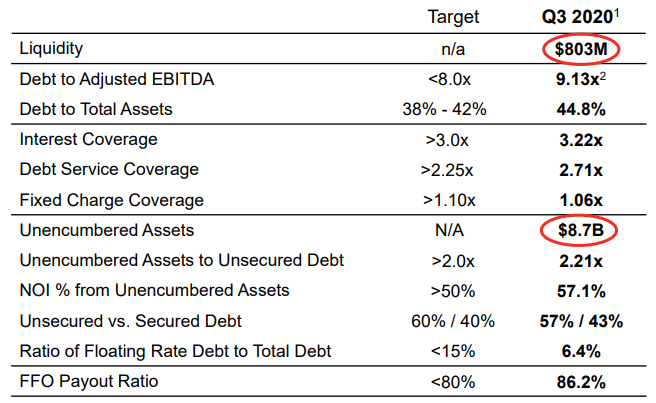 Target Q3 2020¹
Liquidity n/a $803M
Debt to Adjusted EBITDA <8.0x 9.13x²
Debt to Total Assets 38% - 42% 44.8%
Interest Coverage >3.0x 3.22x
Debt Service Coverage >2.25x 2.71x
Fixed Charge Coverage >1.10x 1.06x
Unencumbered Assets N/A $8.7B
Unencumbered Assets to Unsecured Debt >2.0x 2.21x
NOI % from Unencumbered Assets >50% 57.1%
Unsecured vs. Secured Debt 60% / 40% 57% / 43%
Ratio of Floating Rate Debt to Total Debt <15% 6.4%
FFO Payout Ratio <80% 86.2%